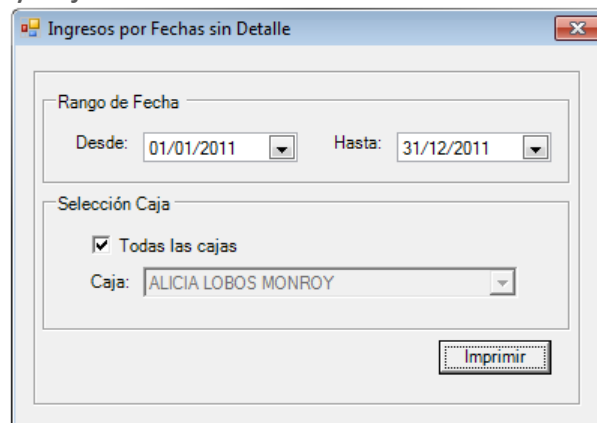 Ingresos por Fechas sin Detalle
Rango de Fecha
Desde: 01/01/2011 Hasta: 31/12/2011
Selección Caja
Todas las cajas
Caja: ALICIA LOBOS MONROY
Imprimir